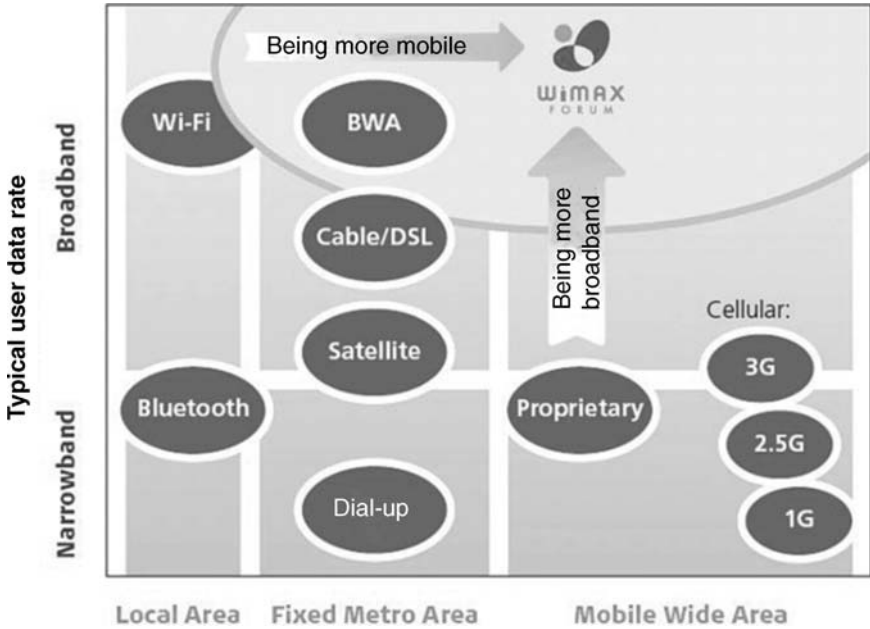 Being more mobile
WiMAX
FORUM
Wi-Fi
BWA
Cable/DSL
Satellite
Bluetooth
Dial-up
Being more
broadband
Proprietary
Cellular:
3G
2.5G
1G
Typical user data rate
Broadband
Narrowband
Local Area
Fixed Metro Area
Mobile Wide Area